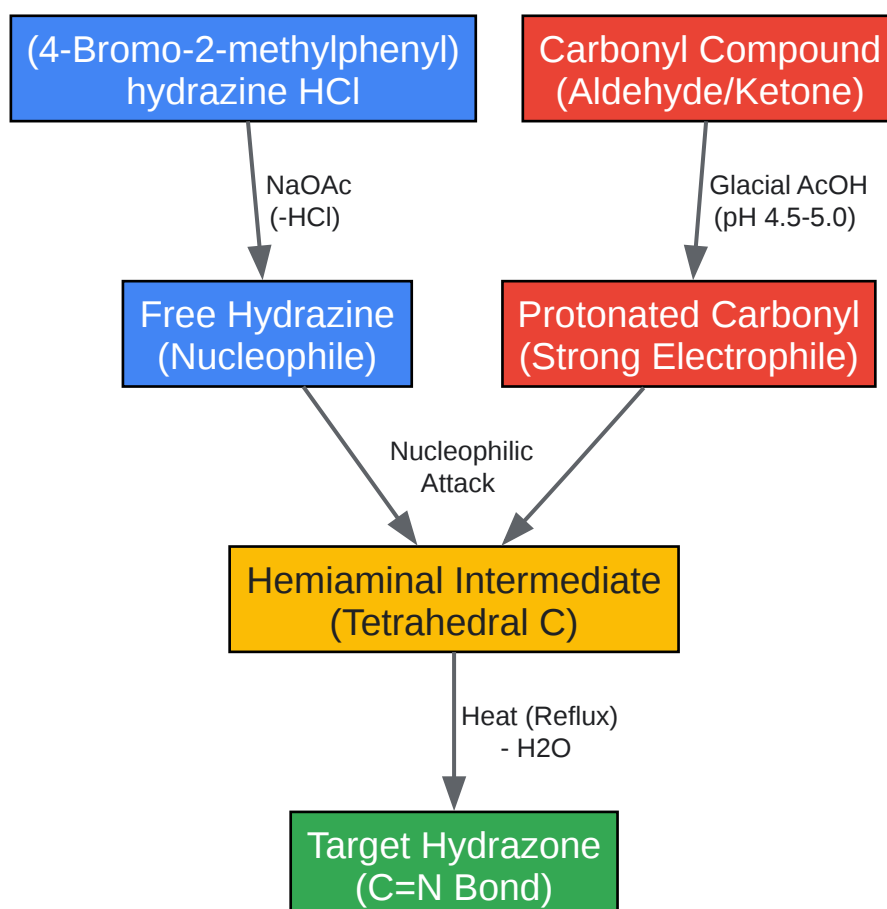 (4-Bromo-2-methylphenyl)
hydrazine HCl
Carbonyl Compound
(Aldehyde/Ketone)
NaOAc
(-HCl)
Glacial AcOH
(pH 4.5-5.0)
Free Hydrazine
(Nucleophile)
Protonated Carbonyl
(Strong Electrophile)
Nucleophilic
Attack
Hemiaminal Intermediate
(Tetrahedral C)
Heat (Reflux)
- H2O
Target Hydrazone
(C=N Bond)